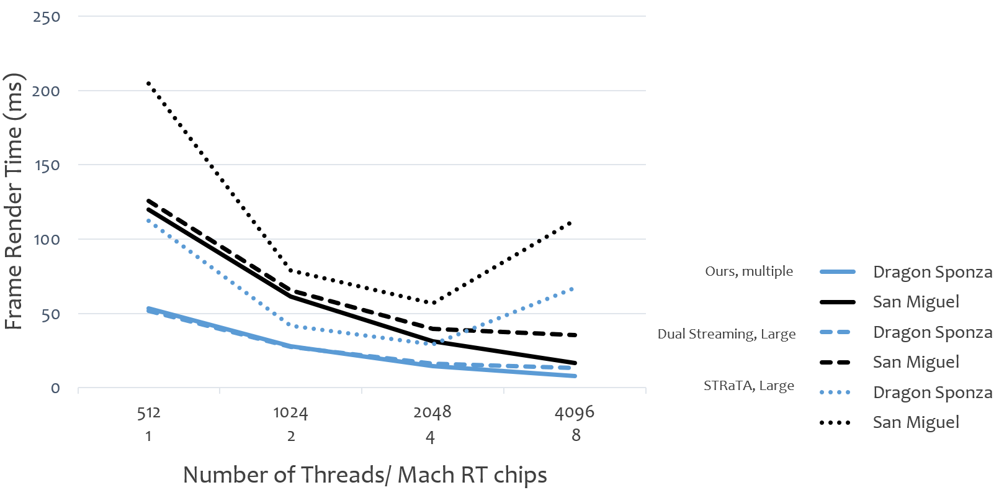 250
200
150
100
50
0
Frame Render Time (ms)
512 1024 2048 4096
1 2 4 8
Number of Threads/ Mach RT chips
Ours, multiple Dragon Sponza
San Miguel
Dual Streaming, Large Dragon Sponza
San Miguel
STRaTA, Large Dragon Sponza
San Miguel